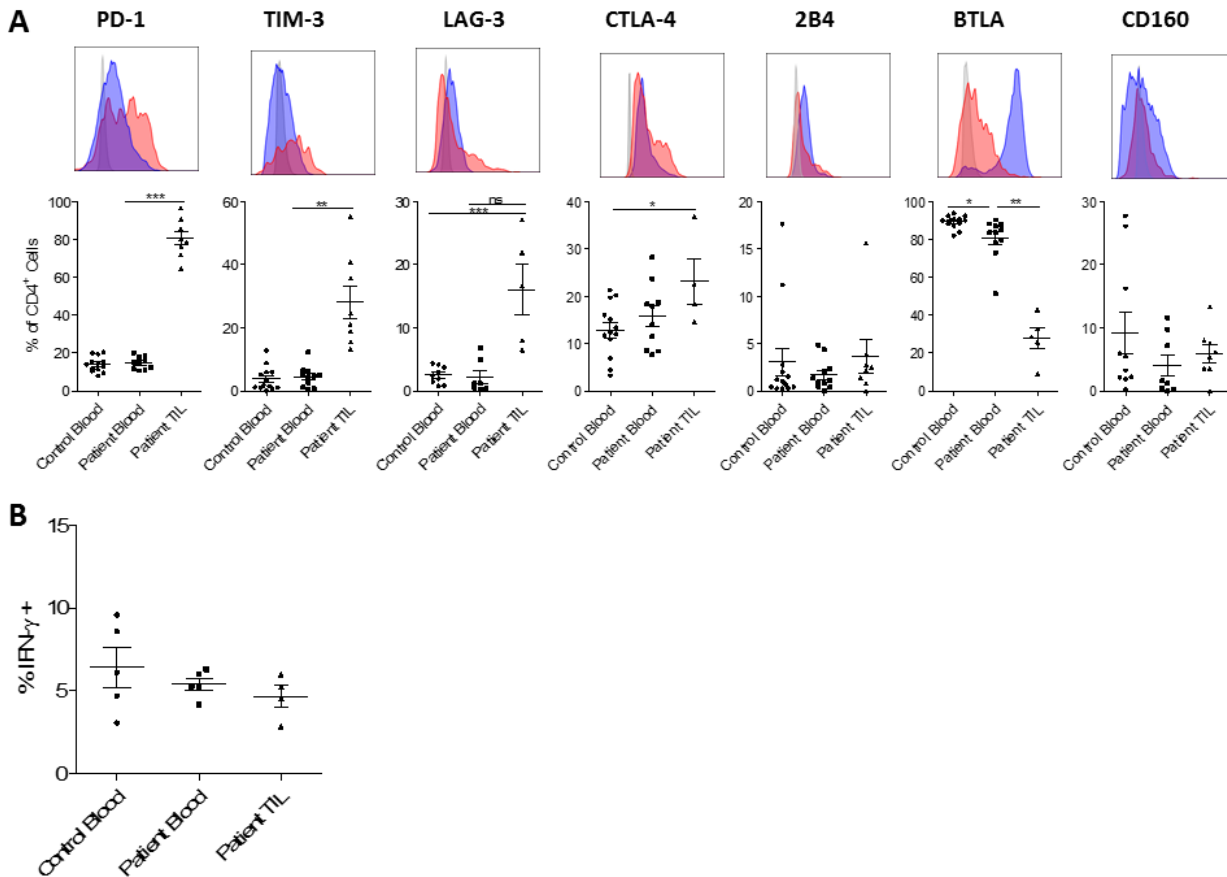 A
PD-1 TIM-3 LAG-3 CTLA-4 2B4 BTLA CD160
% of CD4+ Cells
100 80 60 40 20 0
***
Control Blood Patient Blood Patient TIL
60 40 20 0
**
Control Blood Patient Blood Patient TIL
30 20 10 0
ns
***
Control Blood Patient Blood Patient TIL
40 30 20 10 0
*
Control Blood Patient Blood Patient TIL
20 15 10 5 0
Control Blood Patient Blood Patient TIL
100 80 60 40 20 0
* **
Control Blood Patient Blood Patient TIL
30 20 10 0
Control Blood Patient Blood Patient TIL
B
%IFN-γ+
15
10
5
0
Control Blood Patient Blood Patient TIL